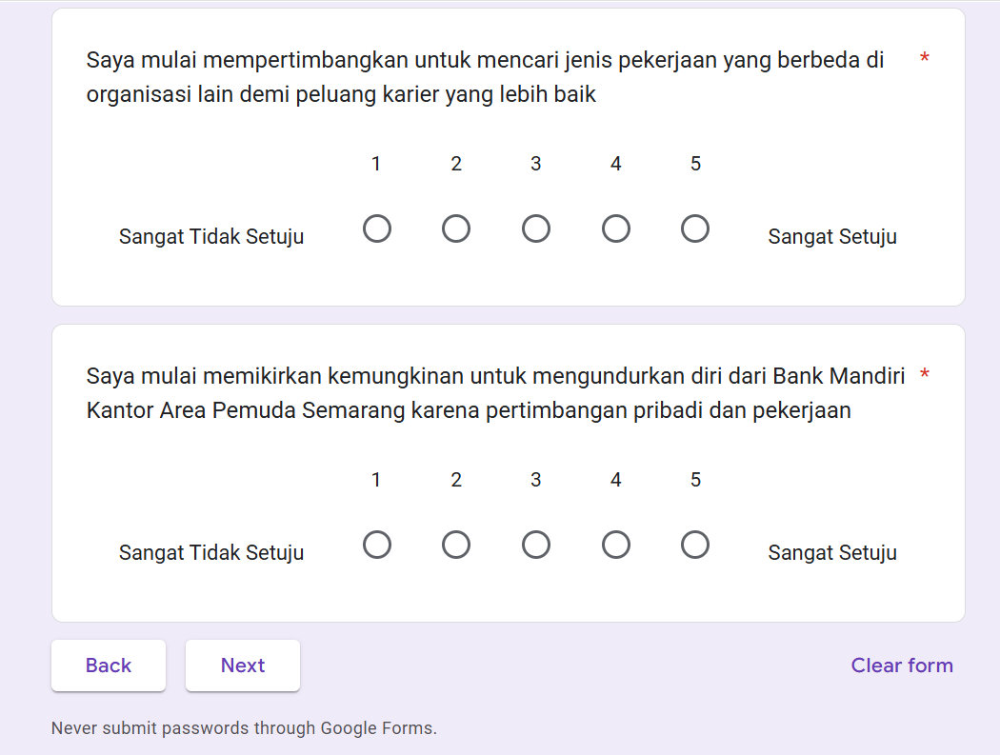 Saya mulai mempertimbangkan untuk mencari jenis pekerjaan yang berbeda di *
organisasi lain demi peluang karier yang lebih baik
1 2 3 4 5
Sangat Tidak Setuju Sangat Setuju
Saya mulai memikirkan kemungkinan untuk mengundurkan diri dari Bank Mandiri *
Kantor Area Pemuda Semarang karena pertimbangan pribadi dan pekerjaan
1 2 3 4 5
Sangat Tidak Setuju Sangat Setuju
Back Next Clear form
Never submit passwords through Google Forms.